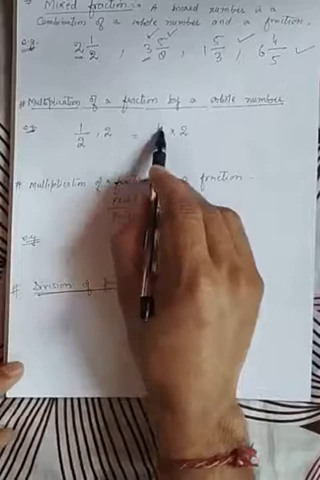 Mixed fraction:- A mixed number is a
Combination of a whole number and a fraction.
e.g. 2 1/2 , 3 5/8 , 1 5/3 , 6 4/5
# Multiplication of a fraction by a whole number
e.g. 1/2 , 2 = × 2
# Multiplication of a fraction
e.g.
# Division of